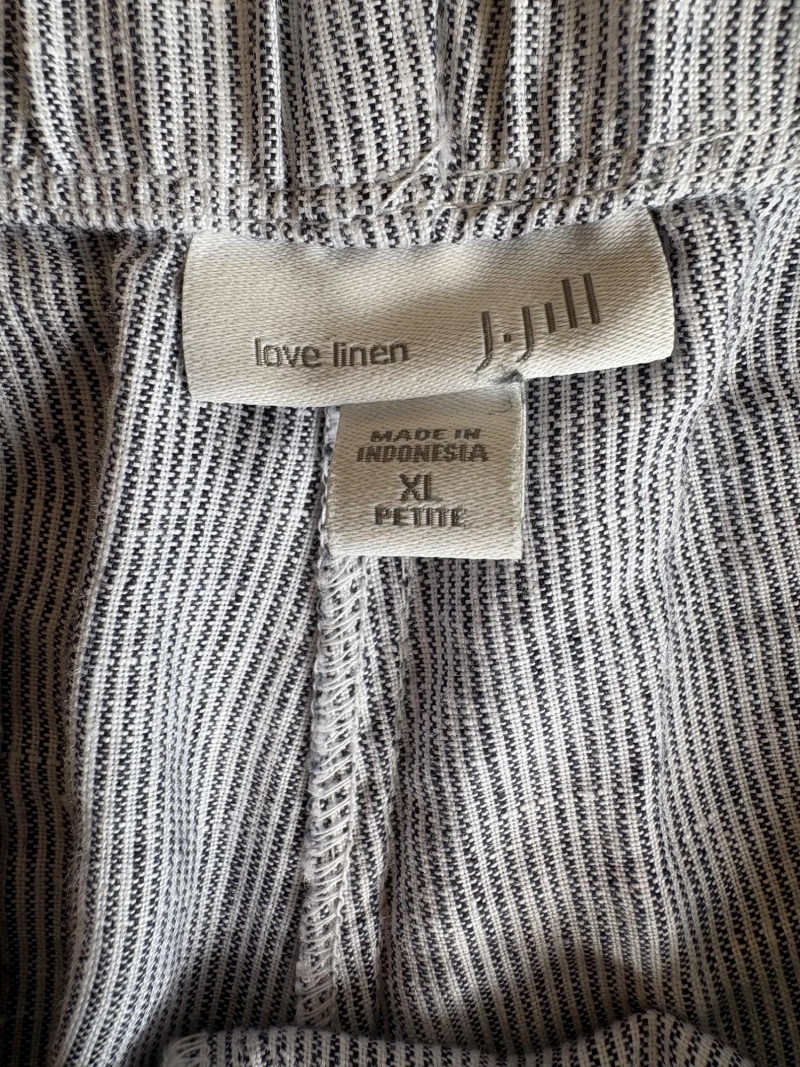 love linen J.Jill
MADE IN
INDONESIA
XL
PETITE